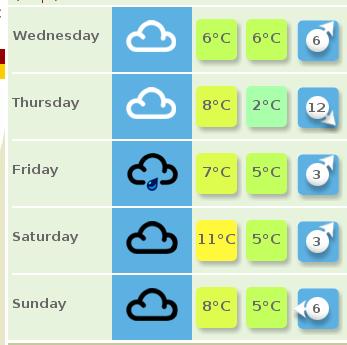 Wednesday 6°C 6°C 6
Thursday 8°C 2°C 12
Friday 7°C 5°C 3
Saturday 11°C 5°C 3
Sunday 8°C 5°C 6